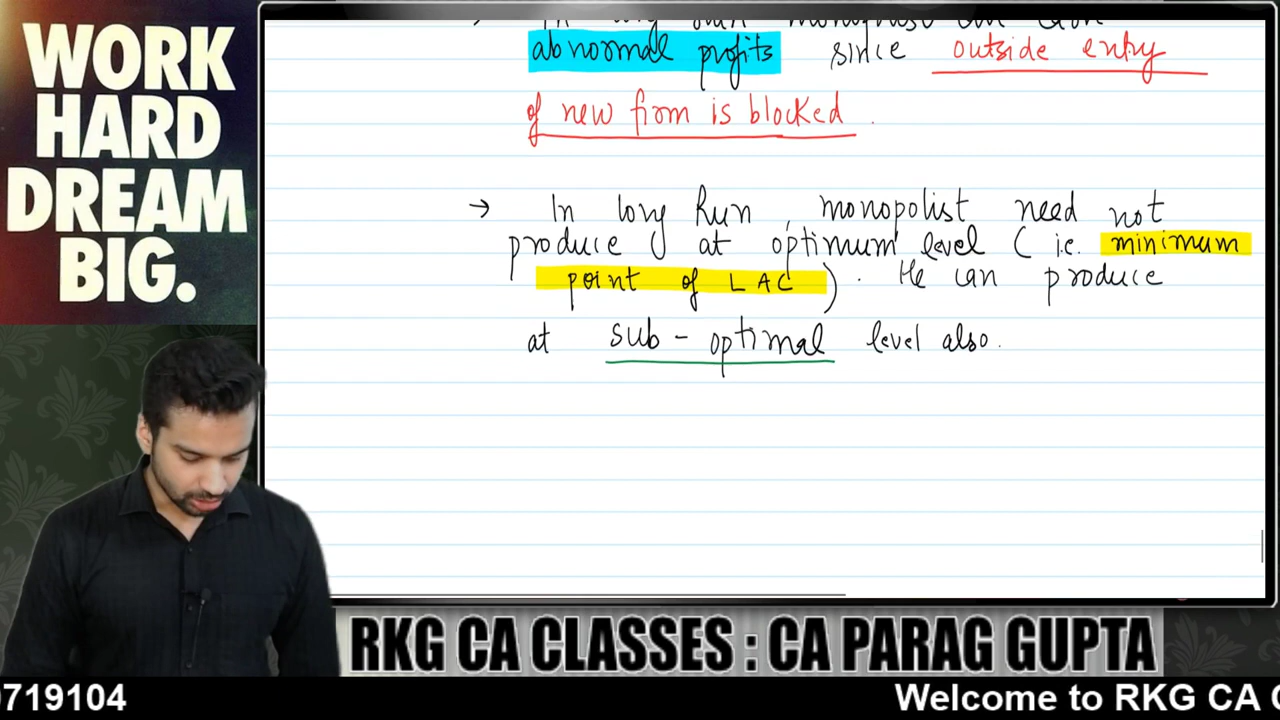 WORK
HARD
DREAM
BIG.
abnormal profits since outside entry
of new firm is blocked.
→ In long Run, monopolist need not
produce at optimum level (i.e. minimum
point of LAC). He can produce
at sub-optimal level also.
RKG CA CLASSES : CA PARAG GUPTA
719104
Welcome to RKG CA